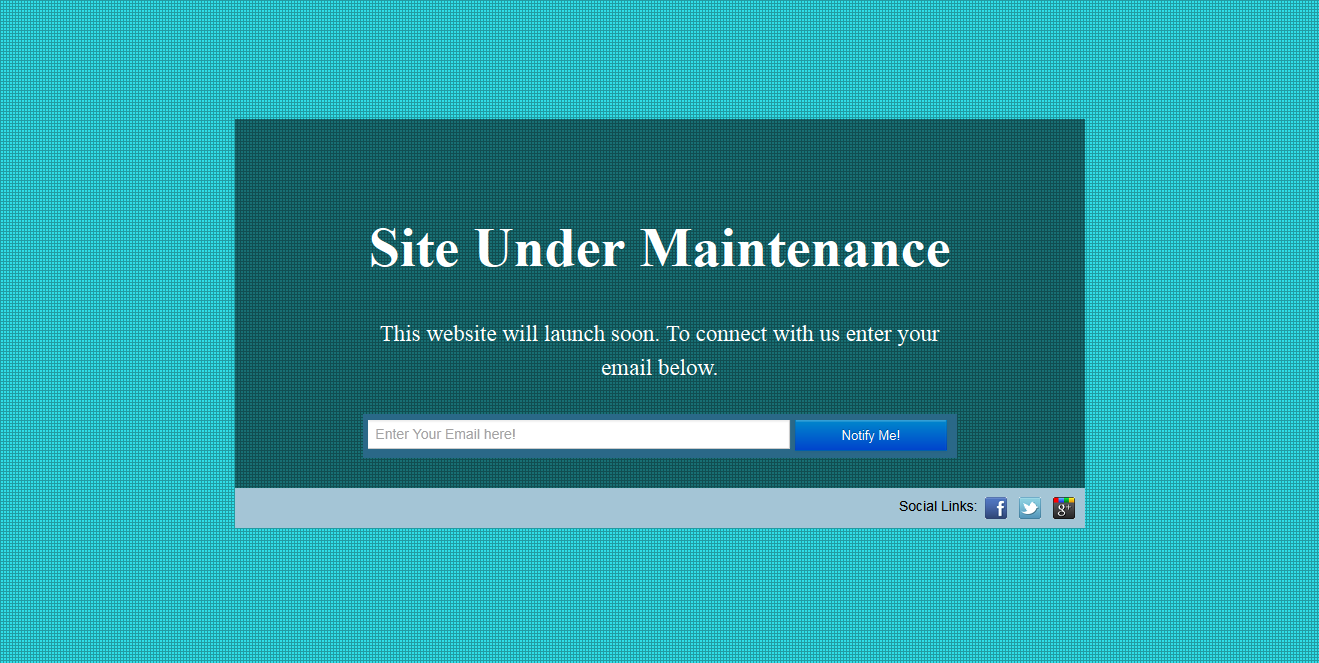 Site Under Maintenance
This website will launch soon. To connect with us enter your
email below.
Enter Your Email here!
Notify Me!
Social Links:
f
g+